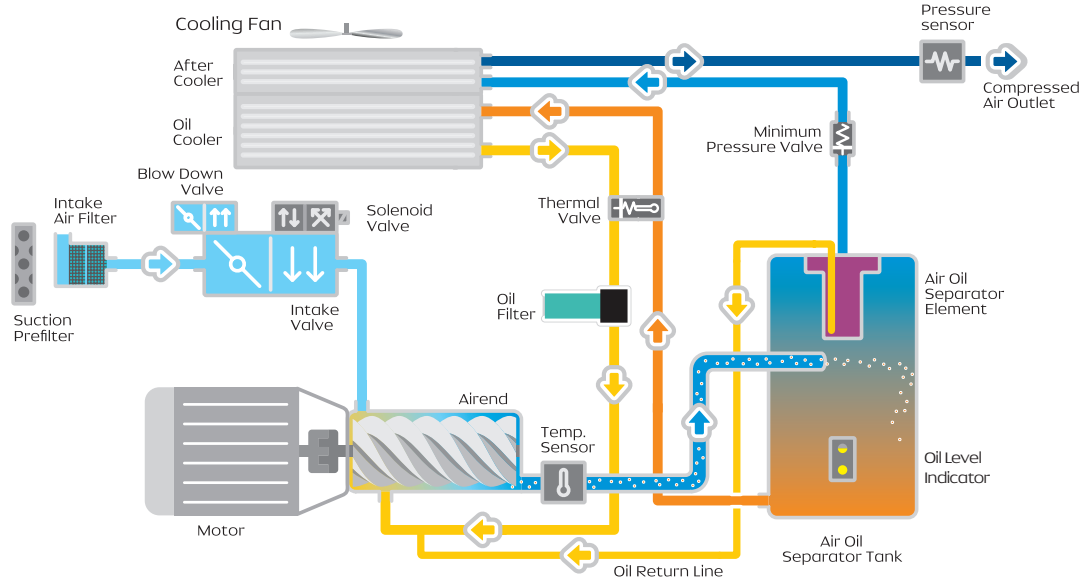 Cooling Fan
Pressure
sensor
After
Cooler
Compressed
Air Outlet
Oil
Cooler
Minimum
Pressure Valve
Blow Down
Valve
Intake
Air Filter
Solenoid
Valve
Thermal
Valve
Air Oil
Separator
Element
Oil
Filter
Intake
Valve
Suction
Prefilter
Airend
Temp.
Sensor
Oil Level
Indicator
Motor
Air Oil
Separator Tank
Oil Return Line